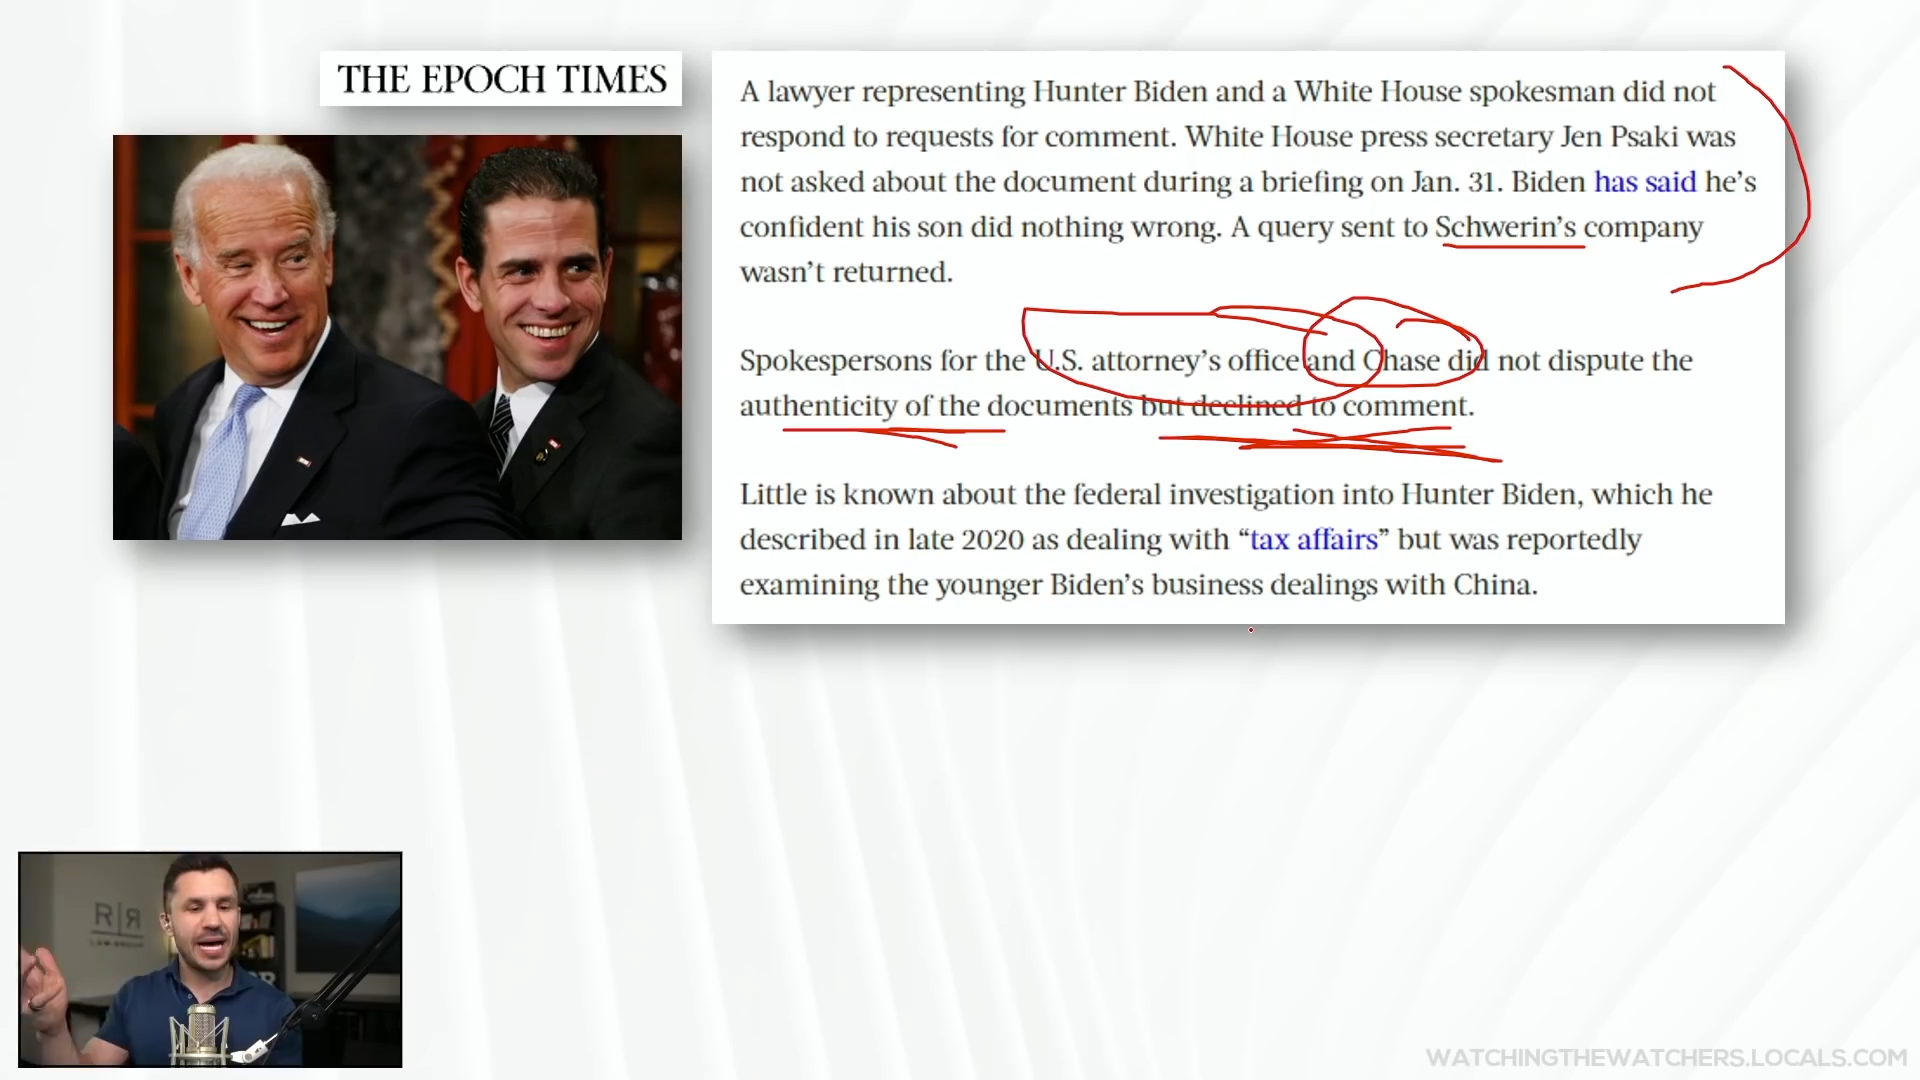 THE EPOCH TIMES
A lawyer representing Hunter Biden and a White House spokesman did not
respond to requests for comment. White House press secretary Jen Psaki was
not asked about the document during a briefing on Jan. 31. Biden has said he’s
confident his son did nothing wrong. A query sent to Schwerin’s company
wasn’t returned.
Spokespersons for the U.S. attorney’s office and Chase did not dispute the
authenticity of the documents but declined to comment.
Little is known about the federal investigation into Hunter Biden, which he
described in late 2020 as dealing with “tax affairs” but was reportedly
examining the younger Biden’s business dealings with China.
R|Я
LAW GROUP
WATCHINGTHEWATCHERS.LOCALS.COM